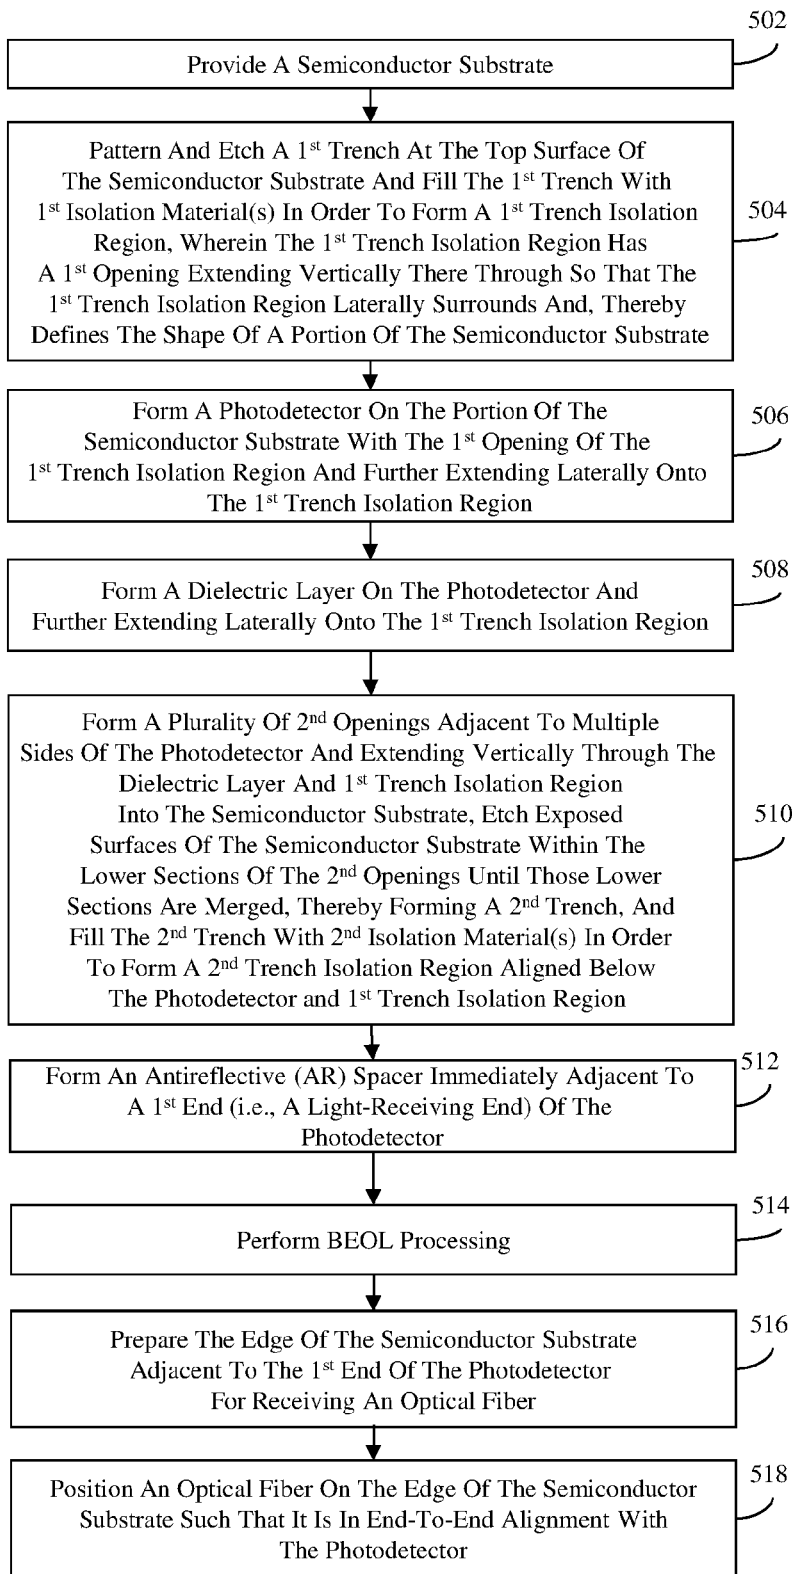 502
Provide A Semiconductor Substrate
Pattern And Etch A 1st Trench At The Top Surface Of
The Semiconductor Substrate And Fill The 1st Trench With
1st Isolation Material(s) In Order To Form A 1st Trench Isolation
Region, Wherein The 1st Trench Isolation Region Has
A 1st Opening Extending Vertically There Through So That The
1st Trench Isolation Region Laterally Surrounds And, Thereby
Defines The Shape Of A Portion Of The Semiconductor Substrate
504
Form A Photodetector On The Portion Of The
Semiconductor Substrate With The 1st Opening Of The
1st Trench Isolation Region And Further Extending Laterally Onto
The 1st Trench Isolation Region
506
Form A Dielectric Layer On The Photodetector And
Further Extending Laterally Onto The 1st Trench Isolation Region
508
Form A Plurality Of 2nd Openings Adjacent To Multiple
Sides Of The Photodetector And Extending Vertically Through The
Dielectric Layer And 1st Trench Isolation Region
Into The Semiconductor Substrate, Etch Exposed
Surfaces Of The Semiconductor Substrate Within The
Lower Sections Of The 2nd Openings Until Those Lower
Sections Are Merged, Thereby Forming A 2nd Trench, And
Fill The 2nd Trench With 2nd Isolation Material(s) In Order
To Form A 2nd Trench Isolation Region Aligned Below
The Photodetector and 1st Trench Isolation Region
510
Form An Antireflective (AR) Spacer Immediately Adjacent To
A 1st End (i.e., A Light-Receiving End) Of The
Photodetector
512
Perform BEOL Processing
514
Prepare The Edge Of The Semiconductor Substrate
Adjacent To The 1st End Of The Photodetector
For Receiving An Optical Fiber
516
Position An Optical Fiber On The Edge Of The Semiconductor
Substrate Such That It Is In End-To-End Alignment With
The Photodetector
518